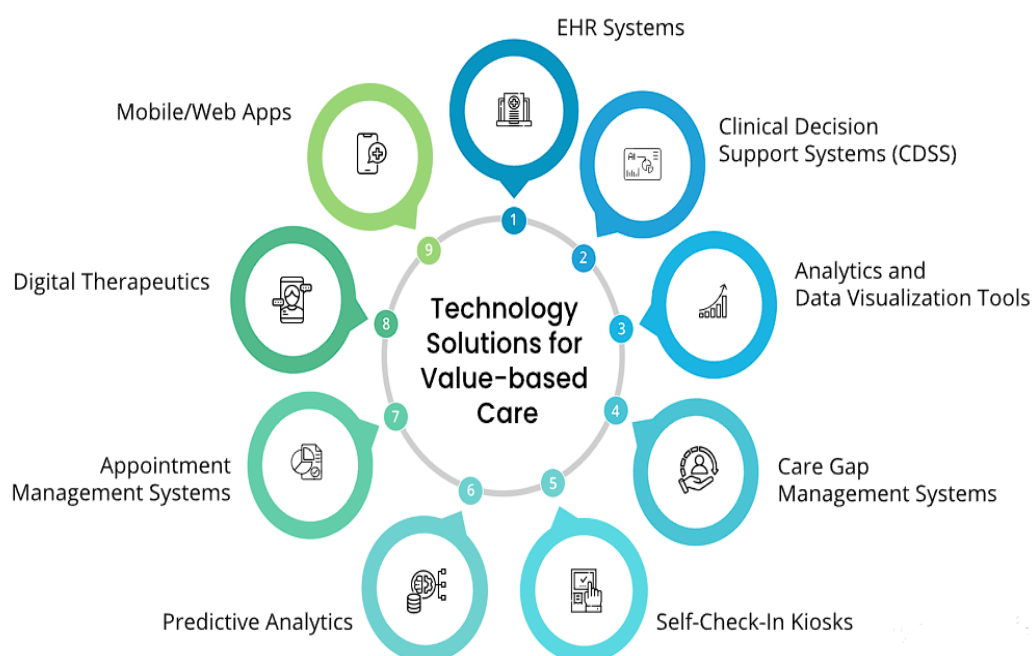 EHR Systems
Clinical Decision
Support Systems (CDSS)
Analytics and
Data Visualization Tools
Care Gap
Management Systems
Self-Check-In Kiosks
Predictive Analytics
Appointment
Management Systems
Digital Therapeutics
Mobile/Web Apps
1
2
3
4
5
6
7
8
9
Technology
Solutions for
Value-based
Care
AI